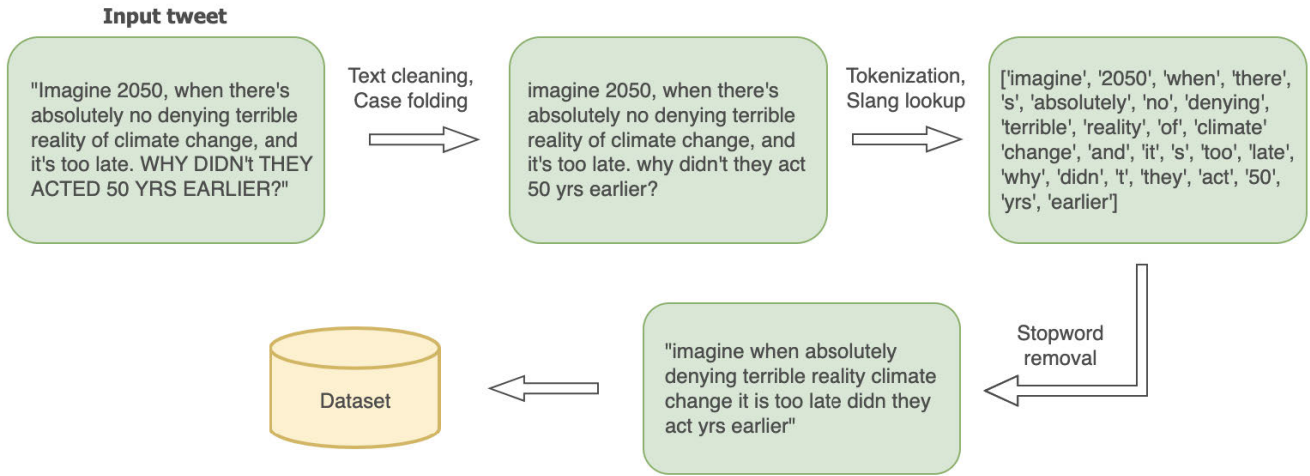 Input tweet
"Imagine 2050, when there's
absolutely no denying terrible
reality of climate change, and
it's too late. WHY DIDN't THEY
ACTED 50 YRS EARLIER?"
Text cleaning,
Case folding
imagine 2050, when there's
absolutely no denying terrible
reality of climate change, and
it's too late. why didn't they act
50 yrs earlier?
Tokenization,
Slang lookup
['imagine', '2050', 'when', 'there',
's', 'absolutely', 'no', 'denying',
'terrible', 'reality', 'of', 'climate'
'change', 'and', 'it', 's', 'too', 'late',
'why', 'didn', 't', 'they', 'act', '50',
'yrs', 'earlier']
Stopword
removal
"imagine when absolutely
denying terrible reality climate
change it is too late didn they
act yrs earlier"
Dataset